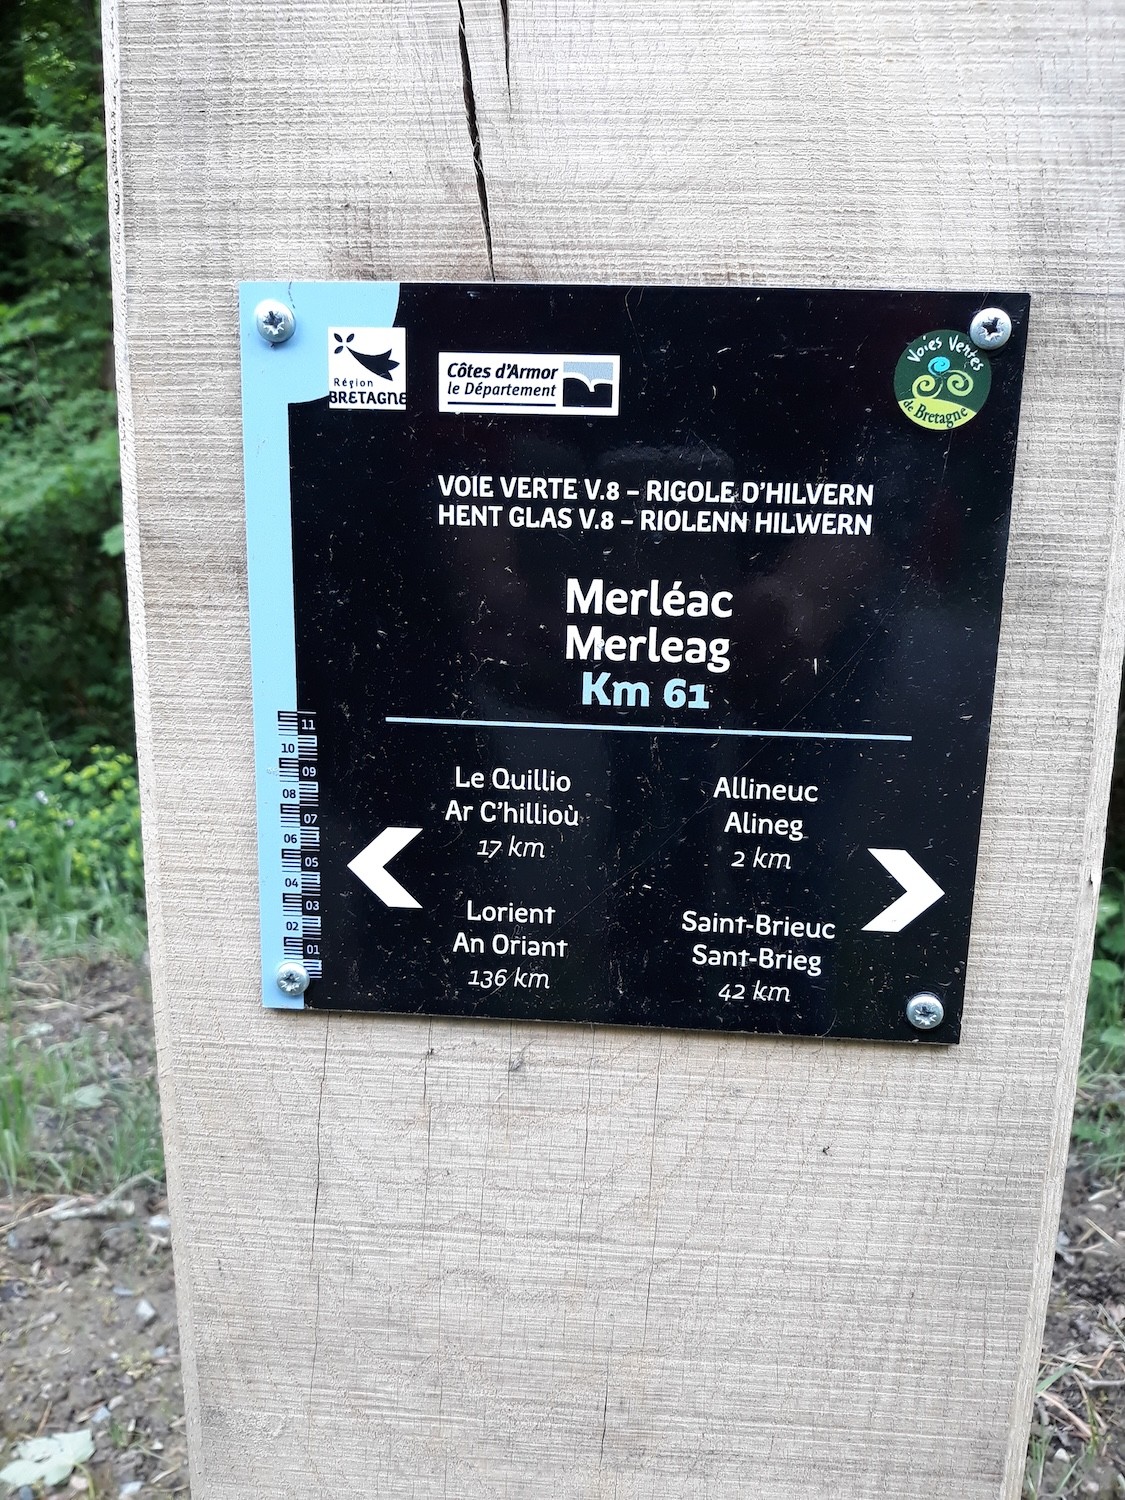 Région
BRETAGNE
Côtes d'Armor
le Département
Voies Vertes
de Bretagne
VOIE VERTE V.8 – RIGOLE D'HILVERN
HENT GLAS V.8 – RIOLENN HILWERN
Merléac
Merleag
Km 61
Le Quillio
Ar C'hillioù
17 km
Lorient
An Oriant
136 km
Allineuc
Alineg
2 km
Saint-Brieuc
Sant-Brieg
42 km
11
10
09
08
07
06
05
04
03
02
01